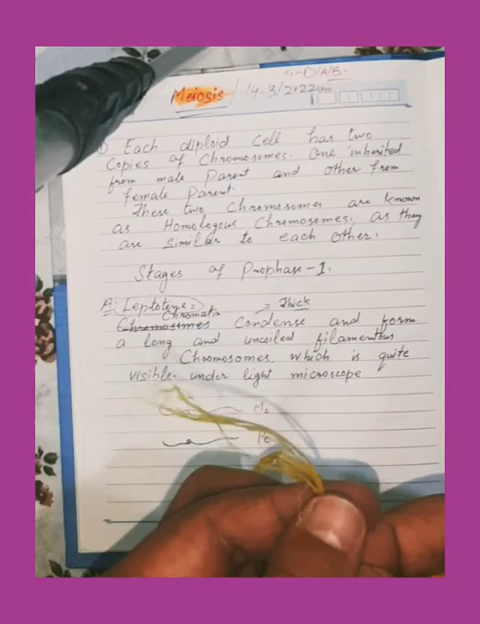 -D/A/B-
Meiosis / 14-3/2022
① Each diploid Cell has two
Copies of Chromosomes. One inherited
from male Parent and other from
female Parent.
These two Chromosomes are known
as Homologous Chromosomes, as they
are Similar to each other.
Stages of Prophase-1.
A: Leptotene:
Chromatin → Thick
Chromosomes Condense and form
a long and uncoiled filamentous
Chromosomes, which is quite
visible under light microscope